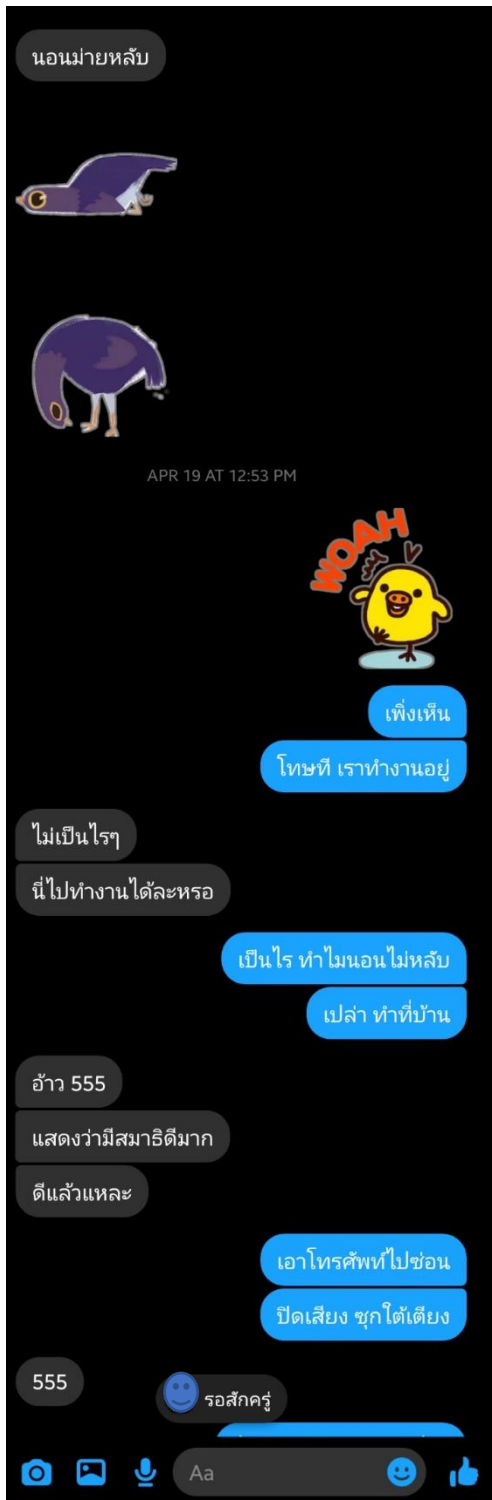 นอนม่ายหลับ
APR 19 AT 12:53 PM
WOAH
เพิ่งเห็น
โทษที เราทำงานอยู่
ไม่เป็นไรๆ
นี่ไปทำงานได้ละหรอ
เป็นไร ทำไมนอนไม่หลับ
เปล่า ทำที่บ้าน
อ้าว 555
แสดงว่ามีสมาธิดีมาก
ดีแล้วแหละ
เอาโทรศัพท์ไปซ่อน
ปิดเสียง ซุกใต้เตียง
555
รอสักครู่
Aa